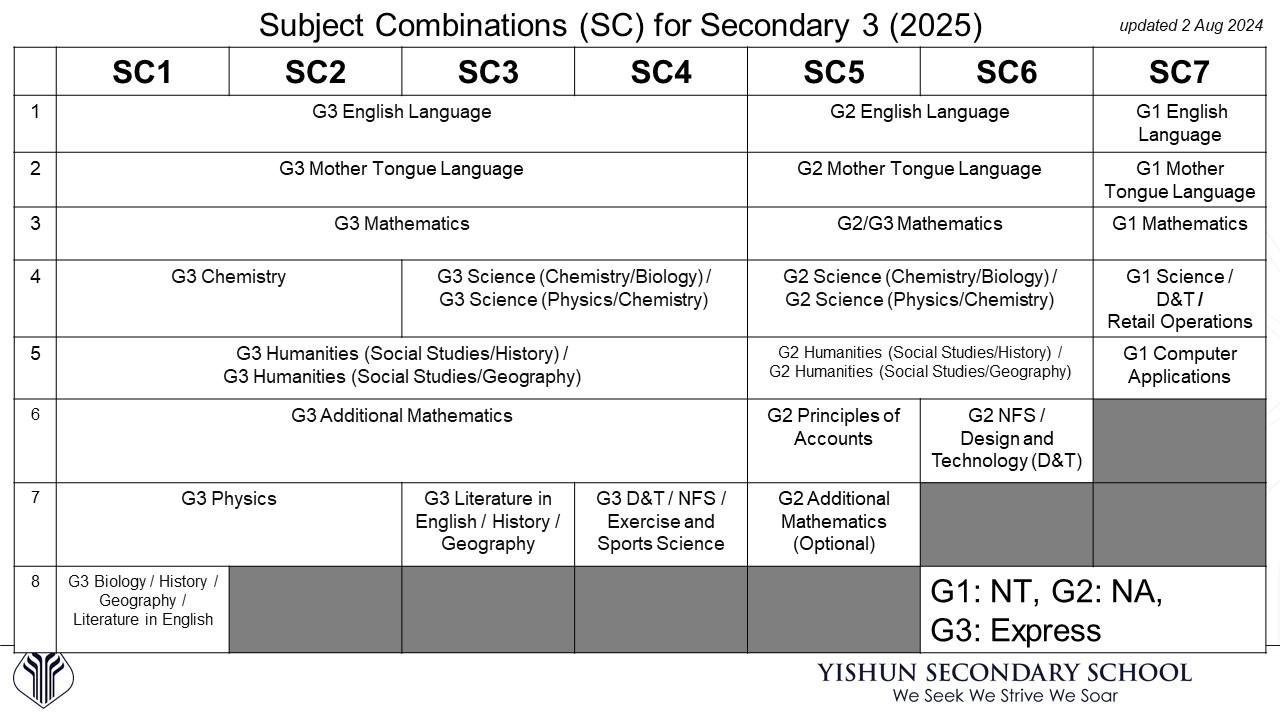 Subject Combinations (SC) for Secondary 3 (2025)
updated 2 Aug 2024
SC1
SC2
SC3
SC4
SC5
SC6
SC7
1
G3 English Language
G2 English Language
G1 English
Language
2
G3 Mother Tongue Language
G2 Mother Tongue Language
G1 Mother
Tongue Language
3
G3 Mathematics
G2/G3 Mathematics
G1 Mathematics
4
G3 Chemistry
G3 Science (Chemistry/Biology) /
G3 Science (Physics/Chemistry)
G2 Science (Chemistry/Biology) /
G2 Science (Physics/Chemistry)
G1 Science /
D&T /
Retail Operations
5
G3 Humanities (Social Studies/History) /
G3 Humanities (Social Studies/Geography)
G2 Humanities (Social Studies/History) /
G2 Humanities (Social Studies/Geography)
G1 Computer
Applications
6
G3 Additional Mathematics
G2 Principles of
Accounts
G2 NFS /
Design and
Technology (D&T)
7
G3 Physics
G3 Literature in
English / History /
Geography
G3 D&T / NFS /
Exercise and
Sports Science
G2 Additional
Mathematics
(Optional)
8
G3 Biology / History /
Geography /
Literature in English
G1: NT, G2: NA,
G3: Express
YISHUN SECONDARY SCHOOL
We Seek We Strive We Soar